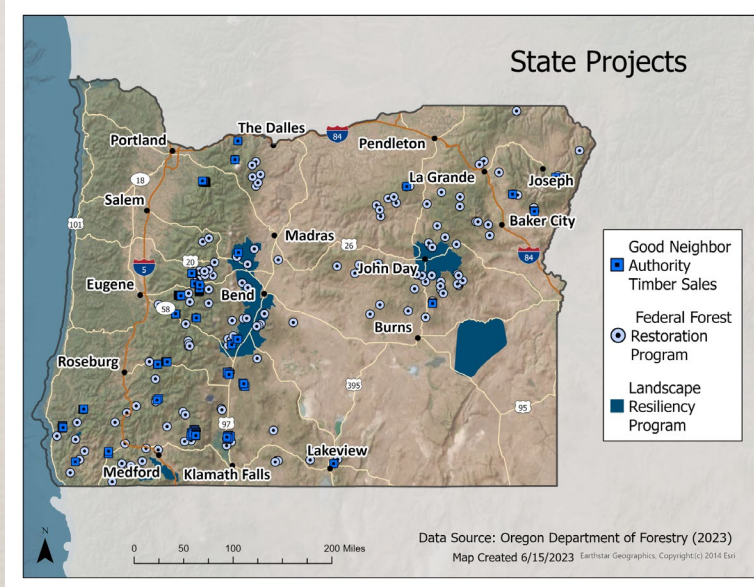 State Projects
The Dalles
84
Portland
Pendleton
La Grande
18
Joseph
Salem
101
Baker City
Madras
26
84
20
5
John Day
Eugene
Bend
58
Burns
Roseburg
395
95
97
Lakeview
Medford
Klamath Falls
Good Neighbor
Authority
Timber Sales
Federal Forest
Restoration
Program
Landscape
Resiliency
Program
N
0 50 100 200 Miles
Data Source: Oregon Department of Forestry (2023)
Map Created 6/15/2023 Earthstar Geographics, Copyright:(c) 2014 Esri